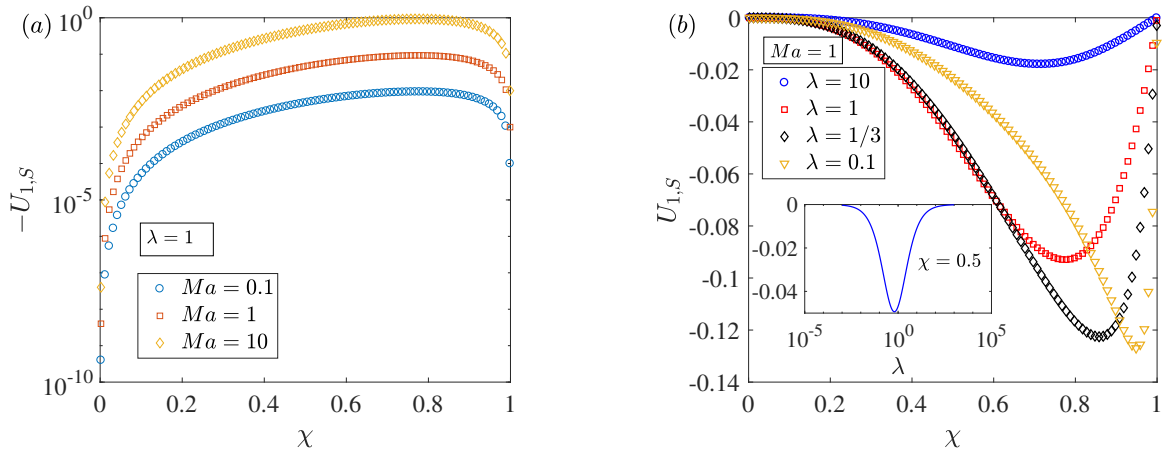 (a)
10^0
10^-5
10^-10
−U_{1,S}
λ = 1
Ma = 0.1
Ma = 1
Ma = 10
0 0.2 0.4 0.6 0.8 1
χ
(b)
0
-0.02
-0.04
-0.06
-0.08
-0.1
-0.12
-0.14
U_{1,S}
Ma = 1
λ = 10
λ = 1
λ = 1/3
λ = 0.1
0
-0.02
-0.04
χ = 0.5
10^-5 10^0 10^5
λ
0 0.2 0.4 0.6 0.8 1
χ